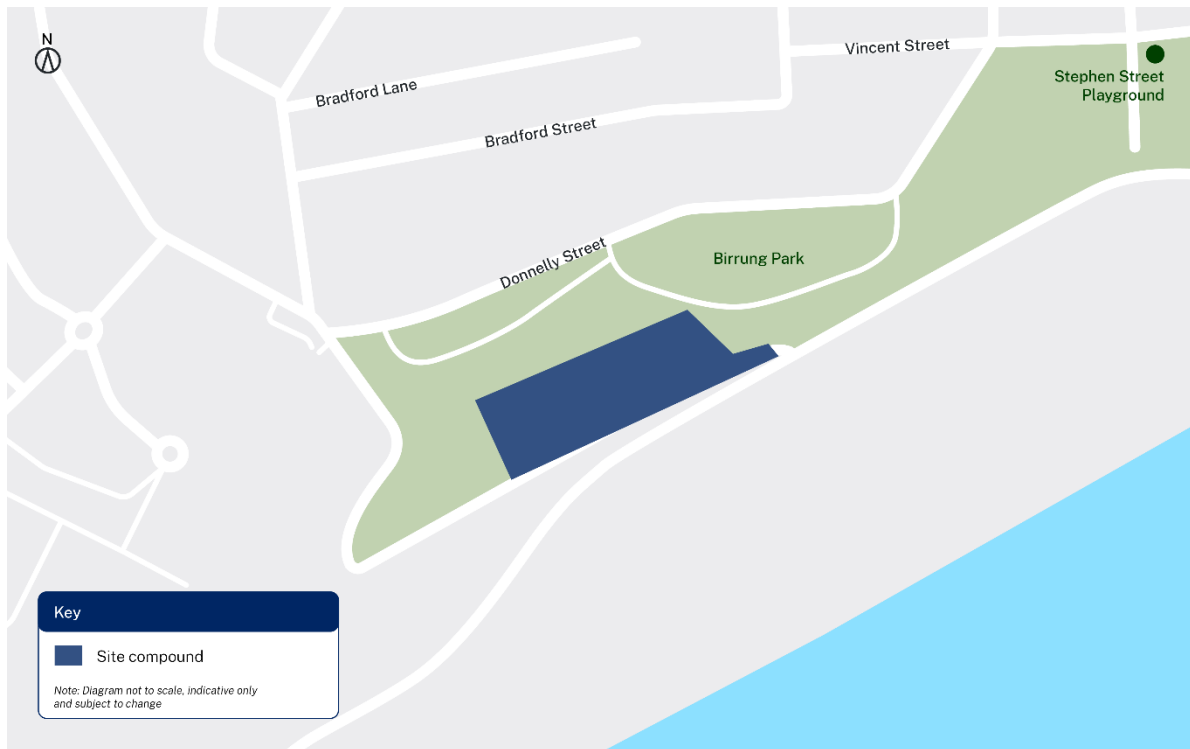 N
Vincent Street
Stephen Street
Playground
Bradford Lane
Bradford Street
Donnelly Street
Birrung Park
Key
Site compound
Note: Diagram not to scale, indicative only
and subject to change